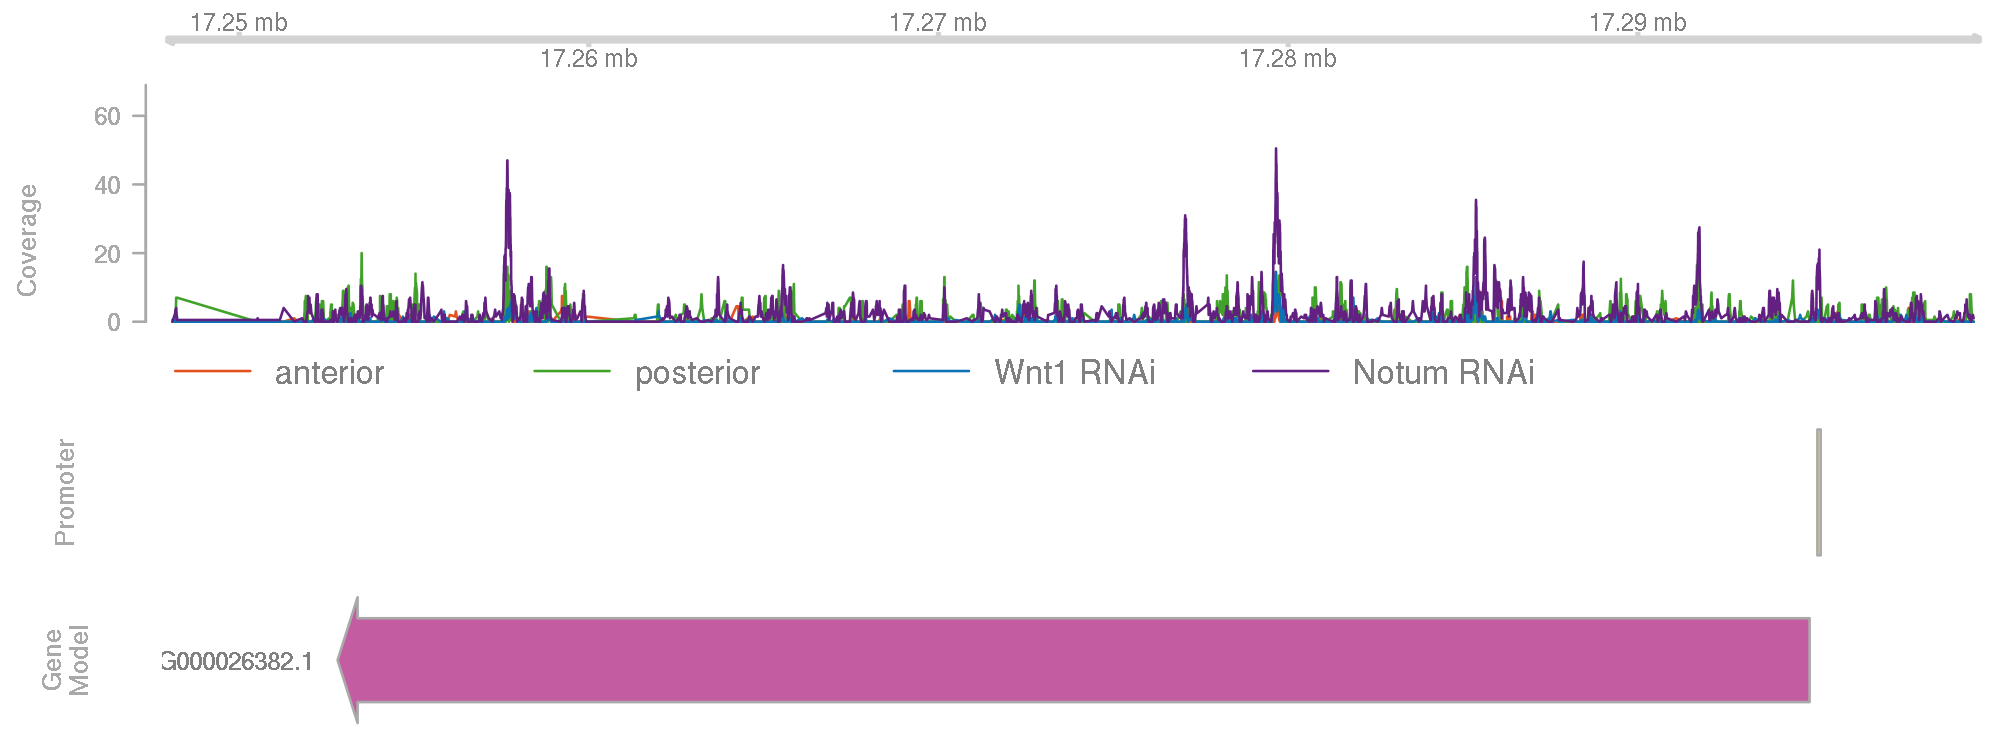 17.25 mb
17.27 mb
17.29 mb
17.26 mb
17.28 mb
Coverage
60
40
20
0
anterior
posterior
Wnt1 RNAi
Notum RNAi
Promoter
Gene
Model
G000026382.1